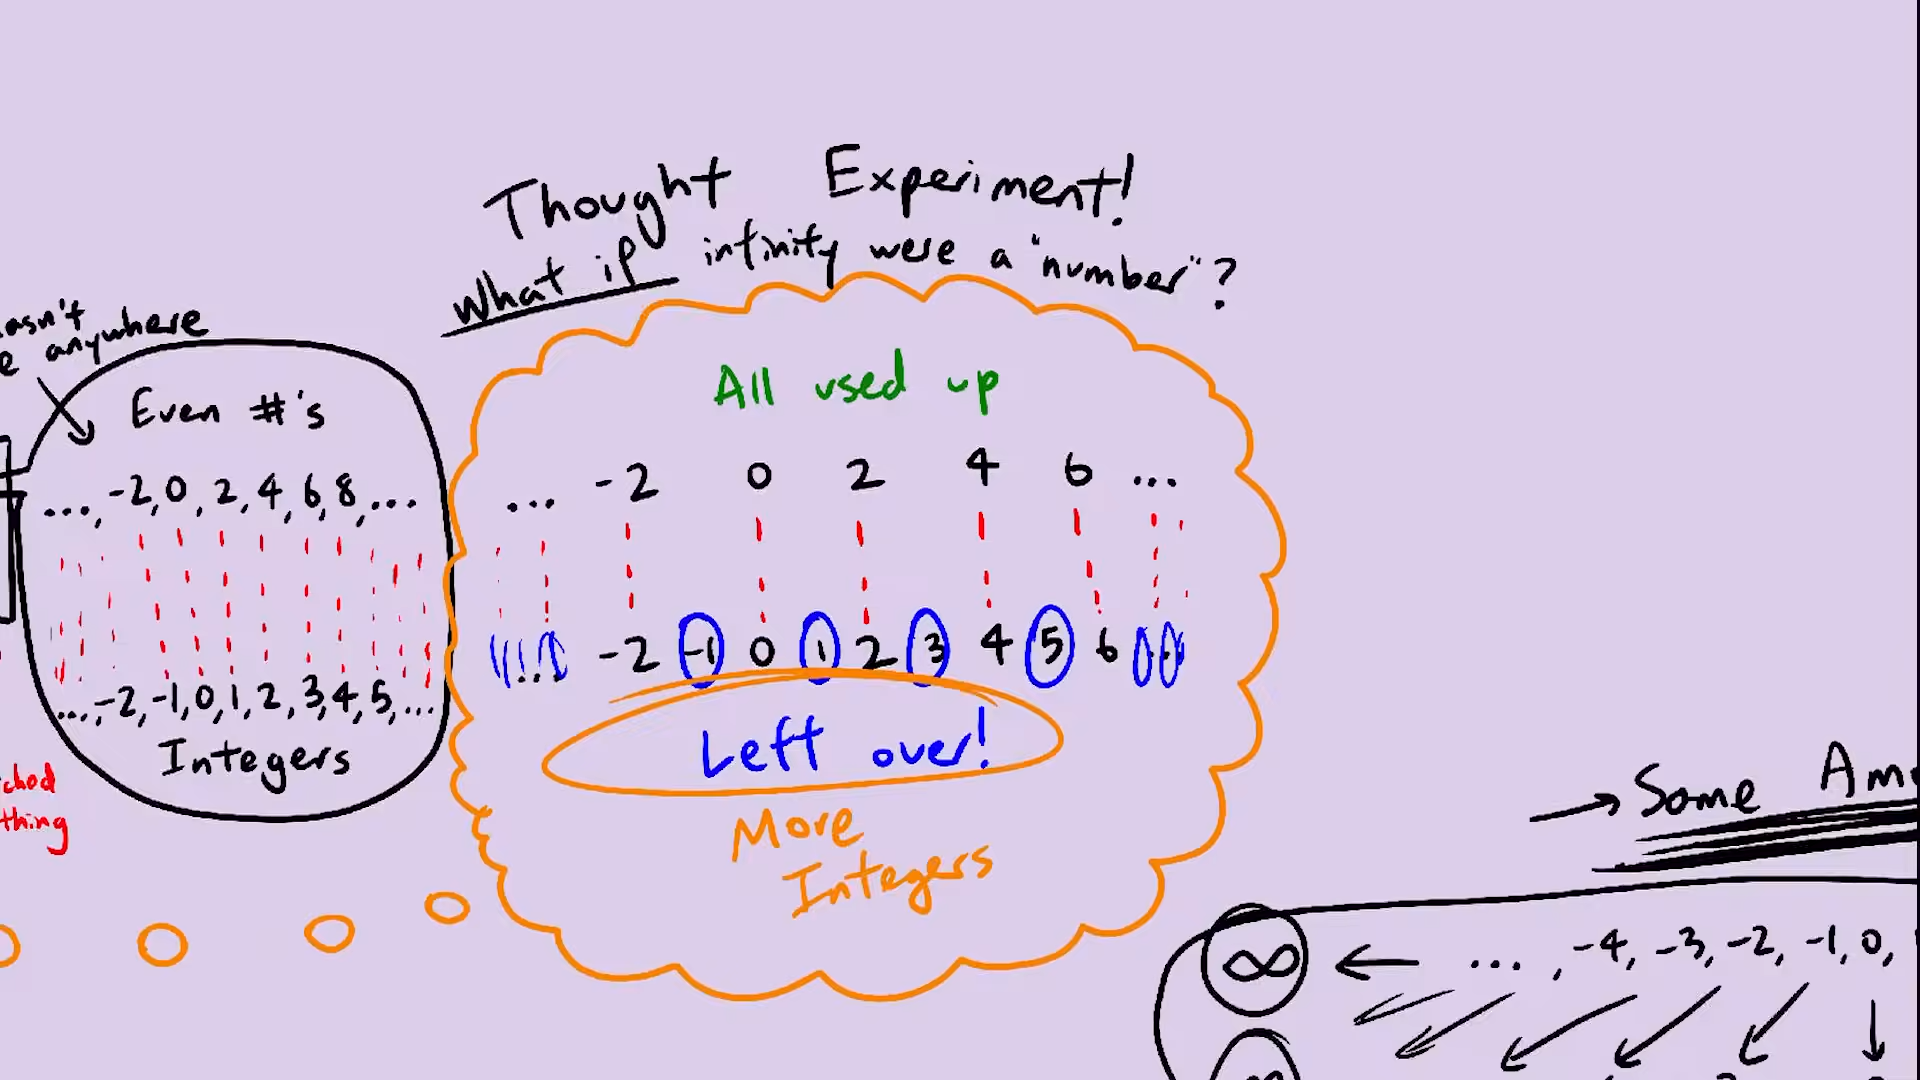 Thought Experiment!
What if infinity were a "number"?
anywhere
Even #'s
..., -2, 0, 2, 4, 6, 8, ...
..., -2, -1, 0, 1, 2, 3, 4, 5, ...
Integers
thing
All used up
... -2 0 2 4 6 ...
... -2 -1 0 1 2 3 4 5 6
Left over!
More
Integers
→ Some
∞ ← ..., -4, -3, -2, -1, 0,